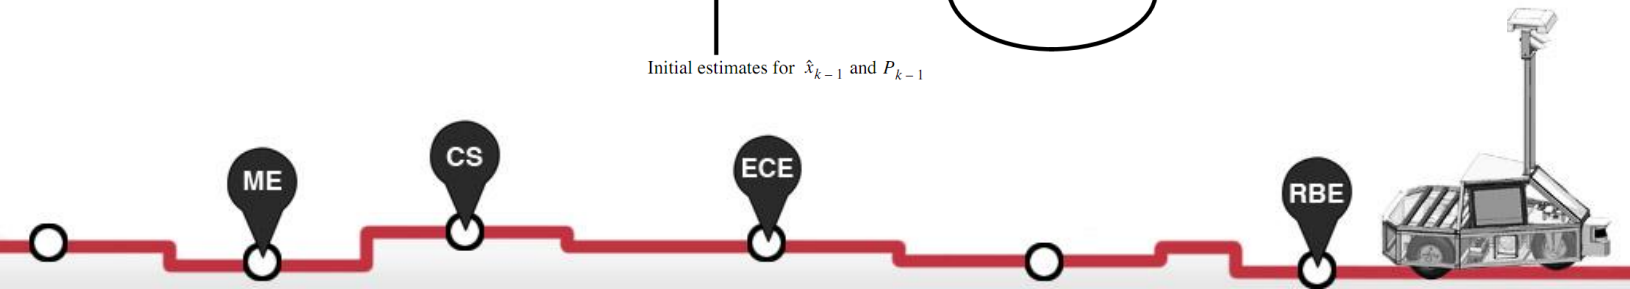 Initial estimates for x̂ₖ₋₁ and Pₖ₋₁
ME
CS
ECE
RBE